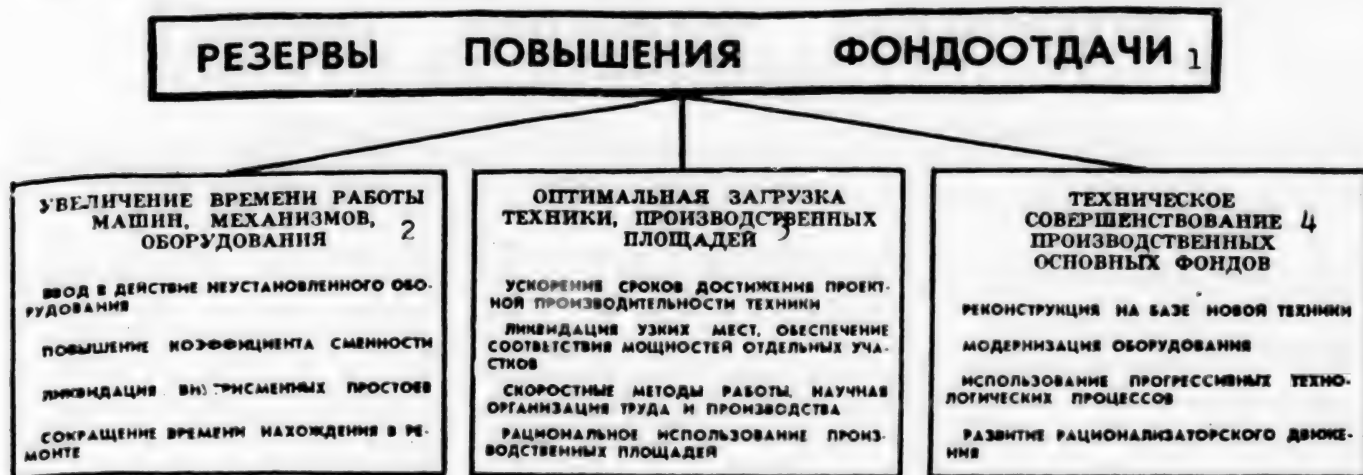 РЕЗЕРВЫ ПОВЫШЕНИЯ ФОНДООТДАЧИ 1
УВЕЛИЧЕНИЕ ВРЕМЕНИ РАБОТЫ
МАШИН, МЕХАНИЗМОВ,
ОБОРУДОВАНИЯ 2
ВВОД В ДЕЙСТВИЕ НЕУСТАНОВЛЕННОГО ОБО-
РУДОВАНИЯ
ПОВЫШЕНИЕ КОЭФФИЦИЕНТА СМЕННОСТИ
ЛИКВИДАЦИЯ ПРОСТОЕВ
СОКРАЩЕНИЕ ВРЕМЕНИ НАХОЖДЕНИЯ В РЕ-
МОНТЕ
ОПТИМАЛЬНАЯ ЗАГРУЗКА
ТЕХНИКИ, ПРОИЗВОДСТВЕННЫХ
ПЛОЩАДЕЙ 3
УСКОРЕНИЕ СРОКОВ ДОСТИЖЕНИЯ ПРОЕКТ-
НОЙ ПРОИЗВОДИТЕЛЬНОСТИ ТЕХНИКИ
ЛИКВИДАЦИЯ УЗКИХ МЕСТ, ОБЕСПЕЧЕНИЕ
СООТВЕТСТВИЯ МОЩНОСТЕЙ ОТДЕЛЬНЫХ УЧА-
СТКОВ
СКОРОСТНЫЕ МЕТОДЫ РАБОТЫ, НАУЧНАЯ
ОРГАНИЗАЦИЯ ТРУДА И ПРОИЗВОДСТВА
РАЦИОНАЛЬНОЕ ИСПОЛЬЗОВАНИЕ ПРОИЗ-
ВОДСТВЕННЫХ ПЛОЩАДЕЙ
ТЕХНИЧЕСКОЕ
СОВЕРШЕНСТВОВАНИЕ 4
ПРОИЗВОДСТВЕННЫХ
ОСНОВНЫХ ФОНДОВ
РЕКОНСТРУКЦИЯ НА БАЗЕ НОВОЙ ТЕХНИКИ
МОДЕРНИЗАЦИЯ ОБОРУДОВАНИЯ
ИСПОЛЬЗОВАНИЕ ПРОГРЕССИВНЫХ ТЕХНО-
ЛОГИЧЕСКИХ ПРОЦЕССОВ
РАЗВИТИЕ РАЦИОНАЛИЗАТОРСКОГО ДВИЖЕ-
НИЯ